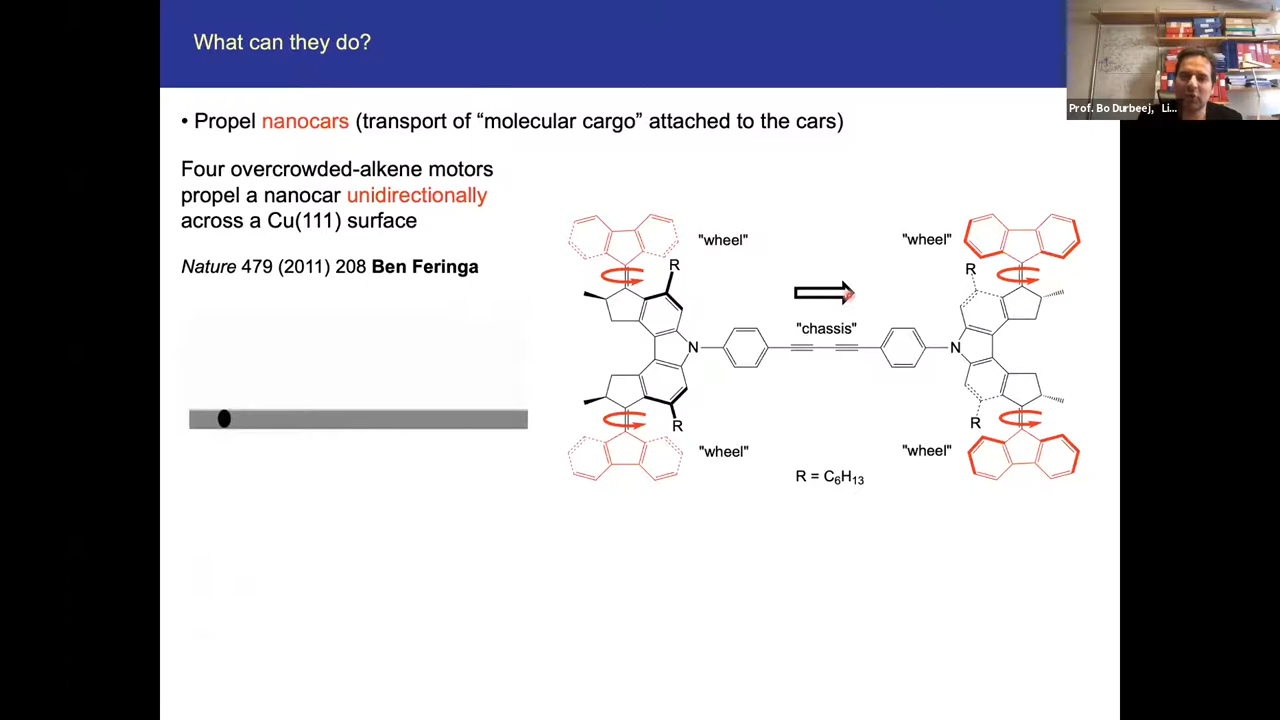 What can they do?
Prof. Bo Durbeej, Li...
• Propel nanocars (transport of “molecular cargo” attached to the cars)
Four overcrowded-alkene motors
propel a nanocar unidirectionally
across a Cu(111) surface
Nature 479 (2011) 208 Ben Feringa
"wheel"
"wheel"
R
R
"chassis"
N
N
R
R
"wheel"
"wheel"
R = C6H13